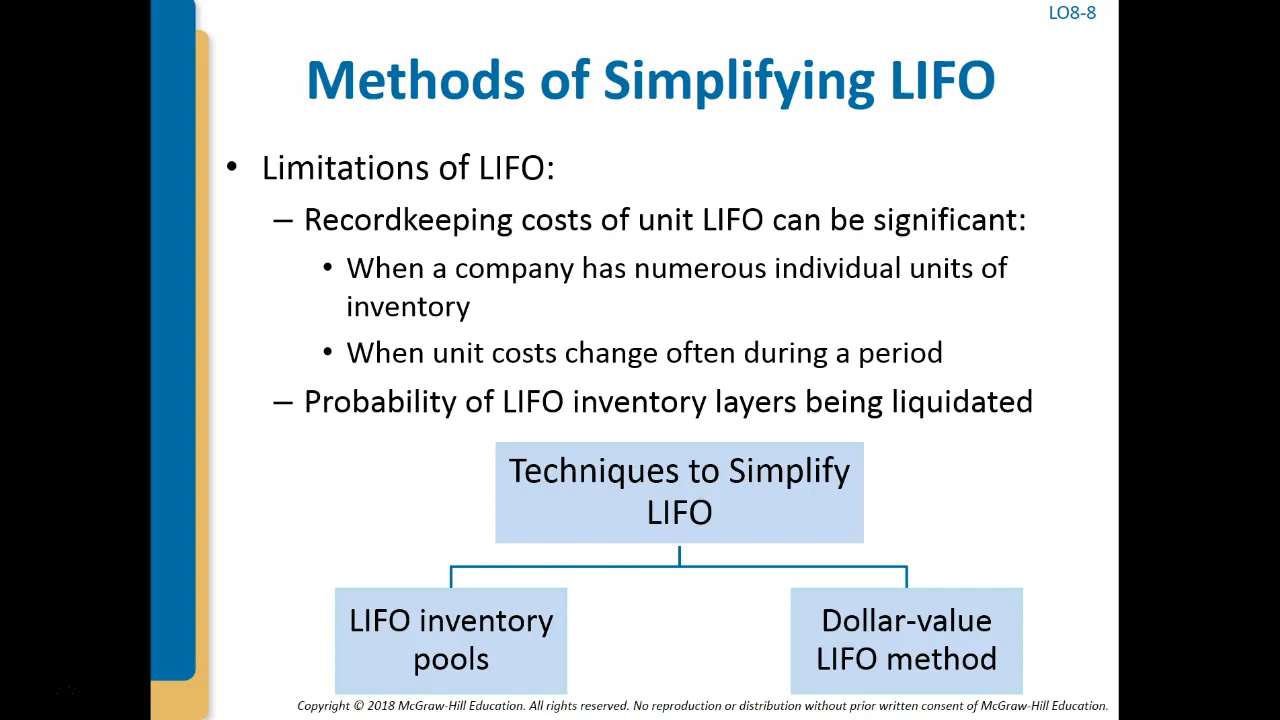 LO8-8
Methods of Simplifying LIFO
• Limitations of LIFO:
– Recordkeeping costs of unit LIFO can be significant:
• When a company has numerous individual units of
inventory
• When unit costs change often during a period
– Probability of LIFO inventory layers being liquidated
Techniques to Simplify
LIFO
LIFO inventory
pools
Dollar-value
LIFO method
Copyright © 2018 McGraw-Hill Education. All rights reserved. No reproduction or distribution without prior written consent of McGraw-Hill Education.